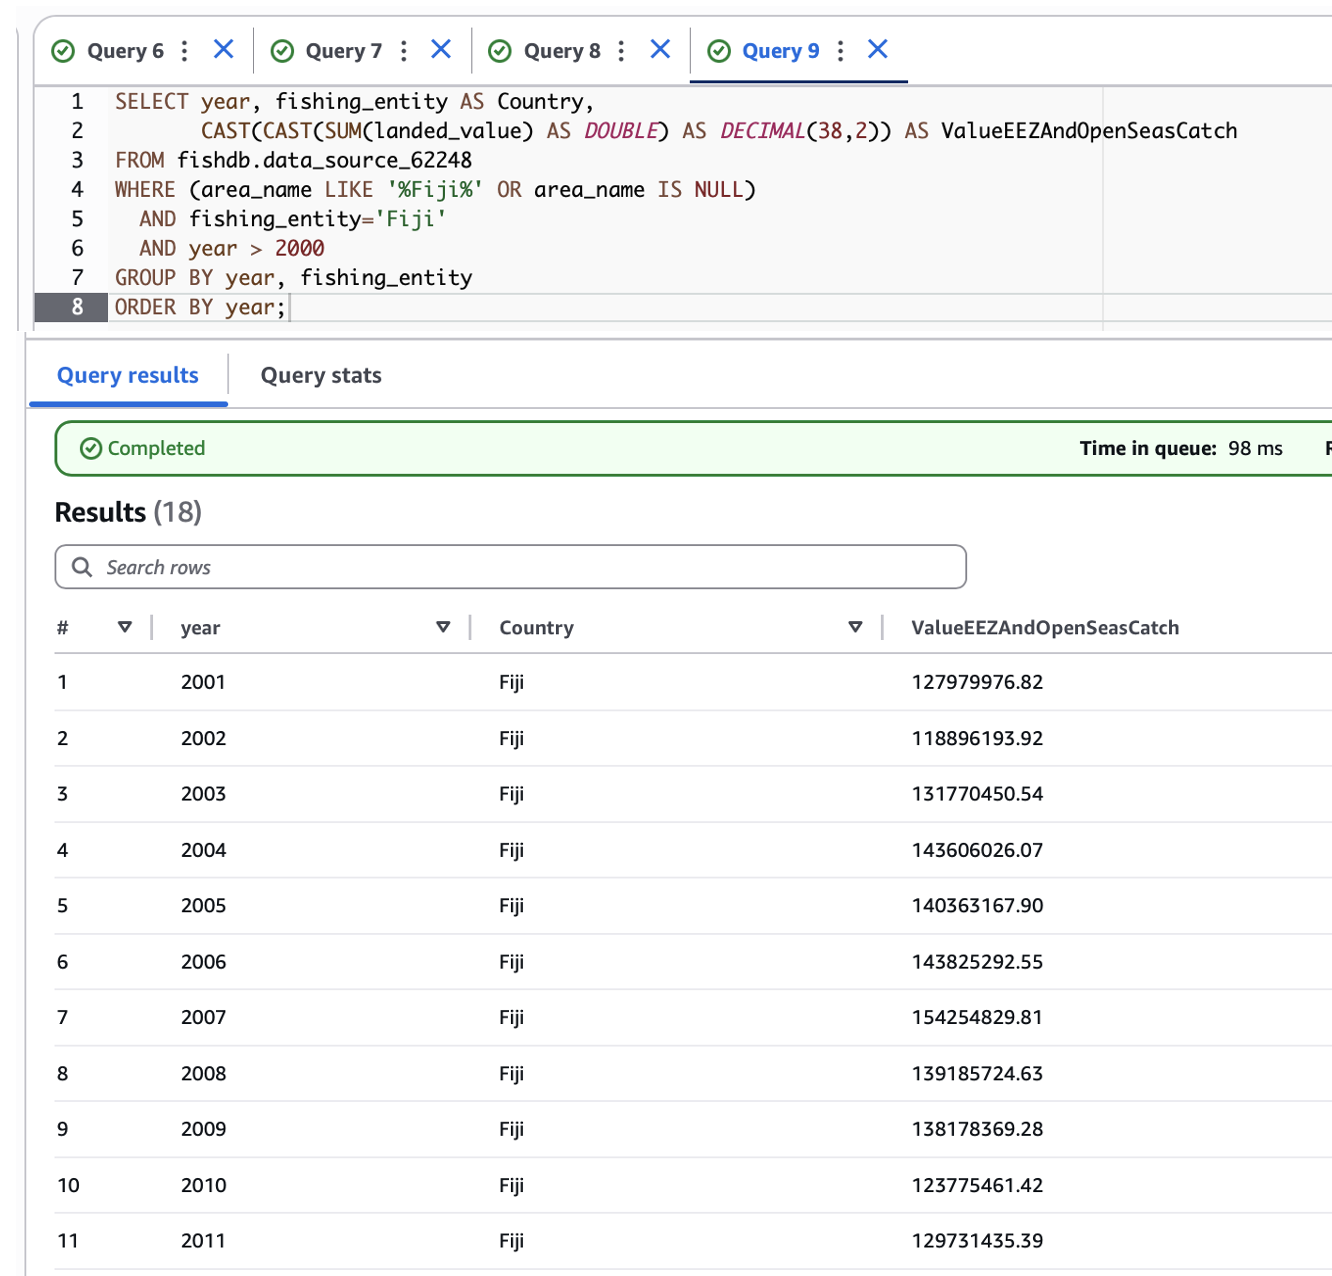 Query 6 Query 7 Query 8 Query 9
1 SELECT year, fishing_entity AS Country,
2 CAST(CAST(SUM(landed_value) AS DOUBLE) AS DECIMAL(38,2)) AS ValueEEZAndOpenSeasCatch
3 FROM fishdb.data_source_62248
4 WHERE (area_name LIKE '%Fiji%' OR area_name IS NULL)
5 AND fishing_entity='Fiji'
6 AND year > 2000
7 GROUP BY year, fishing_entity
8 ORDER BY year;
Query results Query stats
Completed Time in queue: 98 ms
Results (18)
Search rows
# year Country ValueEEZAndOpenSeasCatch
1 2001 Fiji 127979976.82
2 2002 Fiji 118896193.92
3 2003 Fiji 131770450.54
4 2004 Fiji 143606026.07
5 2005 Fiji 140363167.90
6 2006 Fiji 143825292.55
7 2007 Fiji 154254829.81
8 2008 Fiji 139185724.63
9 2009 Fiji 138178369.28
10 2010 Fiji 123775461.42
11 2011 Fiji 129731435.39